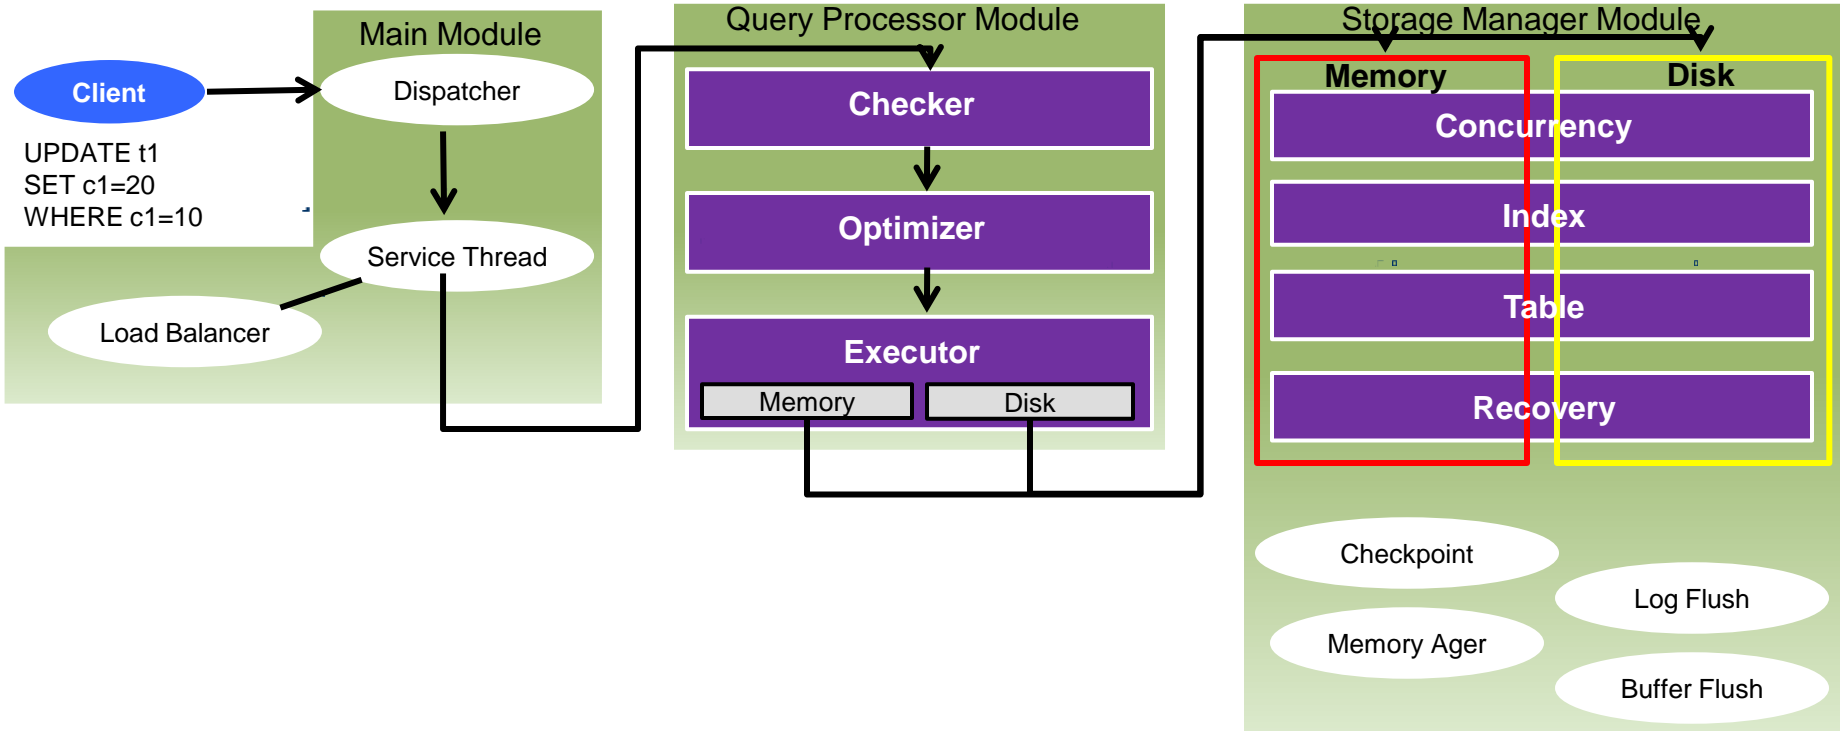 Main Module
Client
Dispatcher
UPDATE t1
SET c1=20
WHERE c1=10
Service Thread
Load Balancer
Query Processor Module
Checker
Optimizer
Executor
Memory
Disk
Storage Manager Module
Memory
Disk
Concurrency
Index
Table
Recovery
Checkpoint
Log Flush
Memory Ager
Buffer Flush